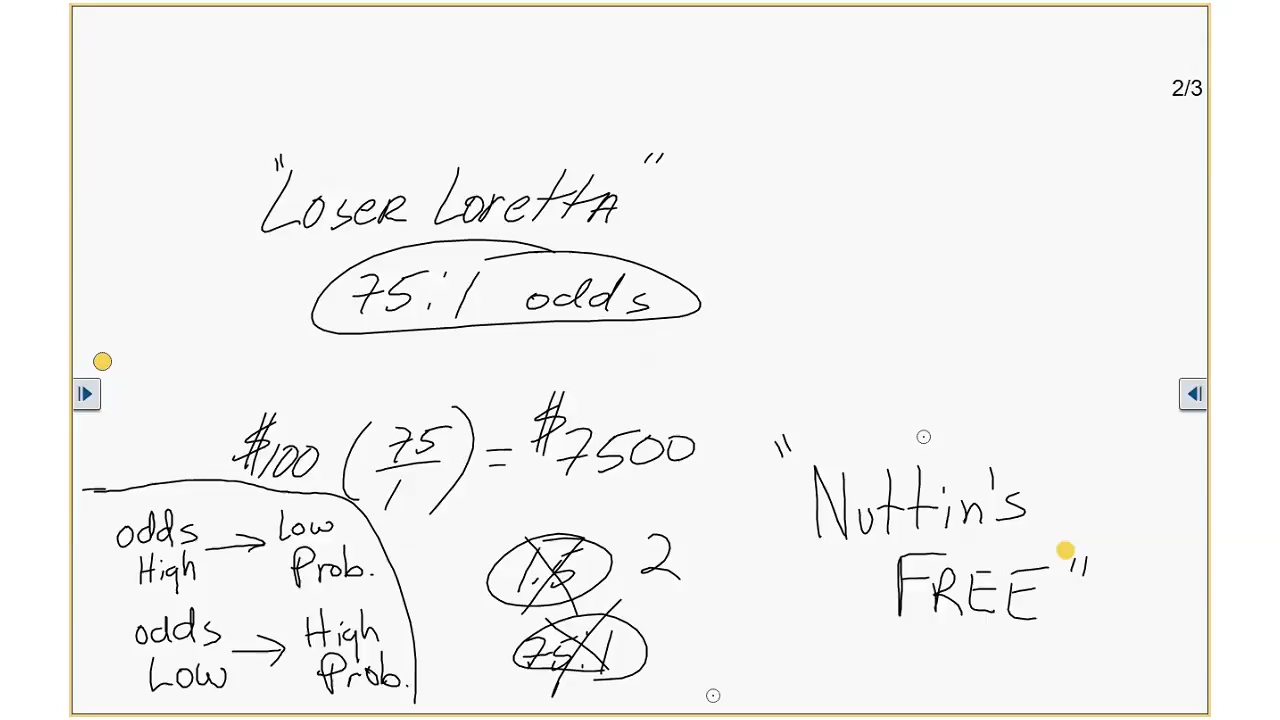 2/3
"Loser Loretta"
75:1 odds
$100 (75/1) = $7500
odds High → Low Prob.
odds Low → High Prob.
1.5 2
75:1
"Nuttin's
FREE"